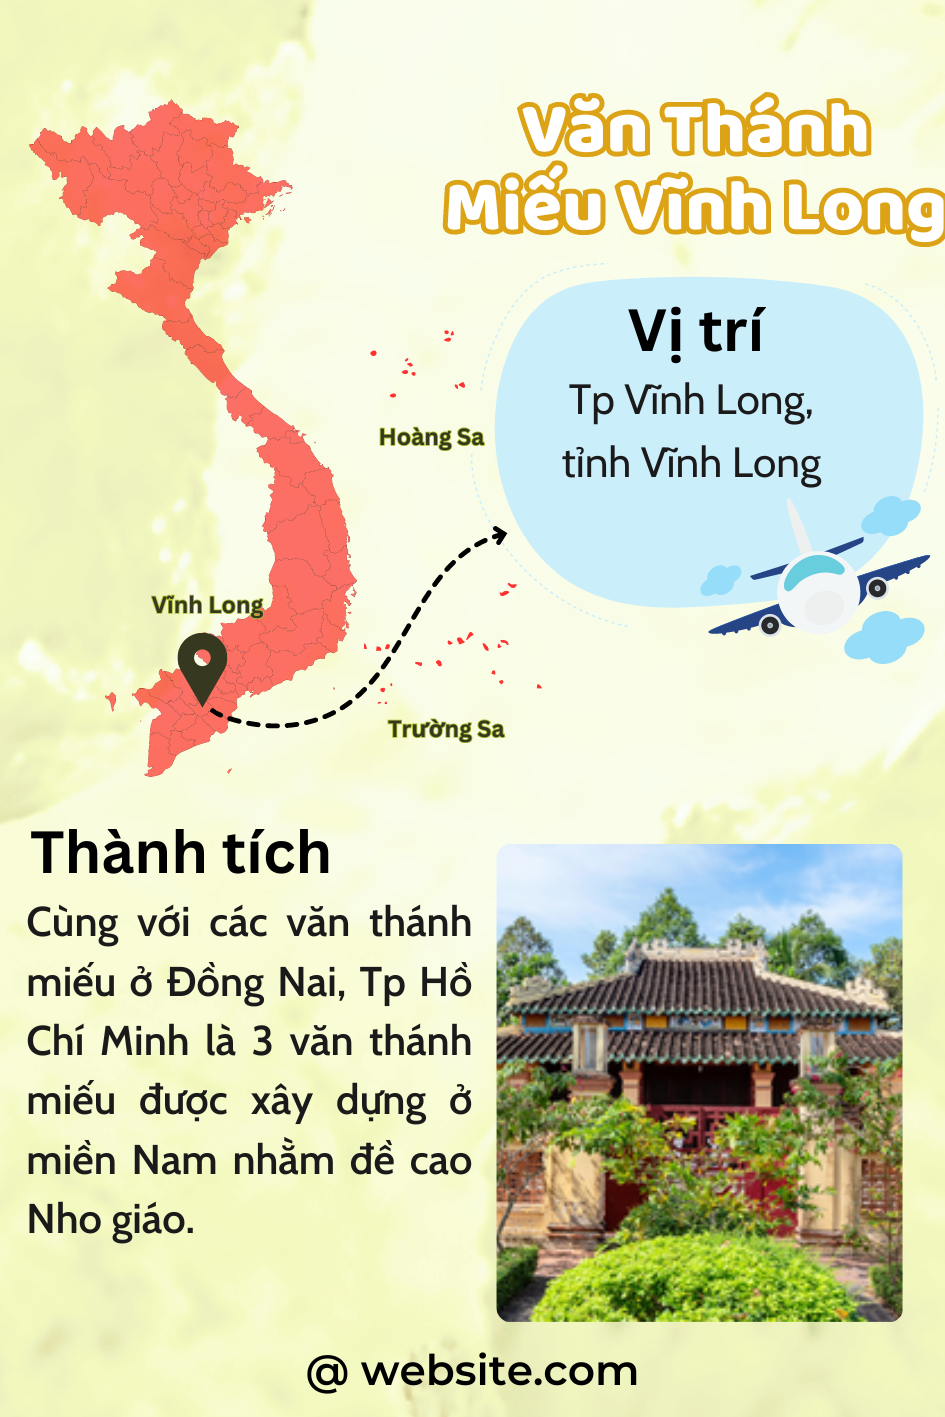 Văn Thánh
Miếu Vĩnh Long
Vị trí
Tp Vĩnh Long,
tỉnh Vĩnh Long
Hoàng Sa
Vĩnh Long
Trường Sa
Thành tích
Cùng với các văn thánh
miếu ở Đồng Nai, Tp Hồ
Chí Minh là 3 văn thánh
miếu được xây dựng ở
miền Nam nhằm đề cao
Nho giáo.
@ website.com